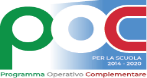 POC
PER LA SCUOLA
2014 - 2020
Programma Operativo Complementare